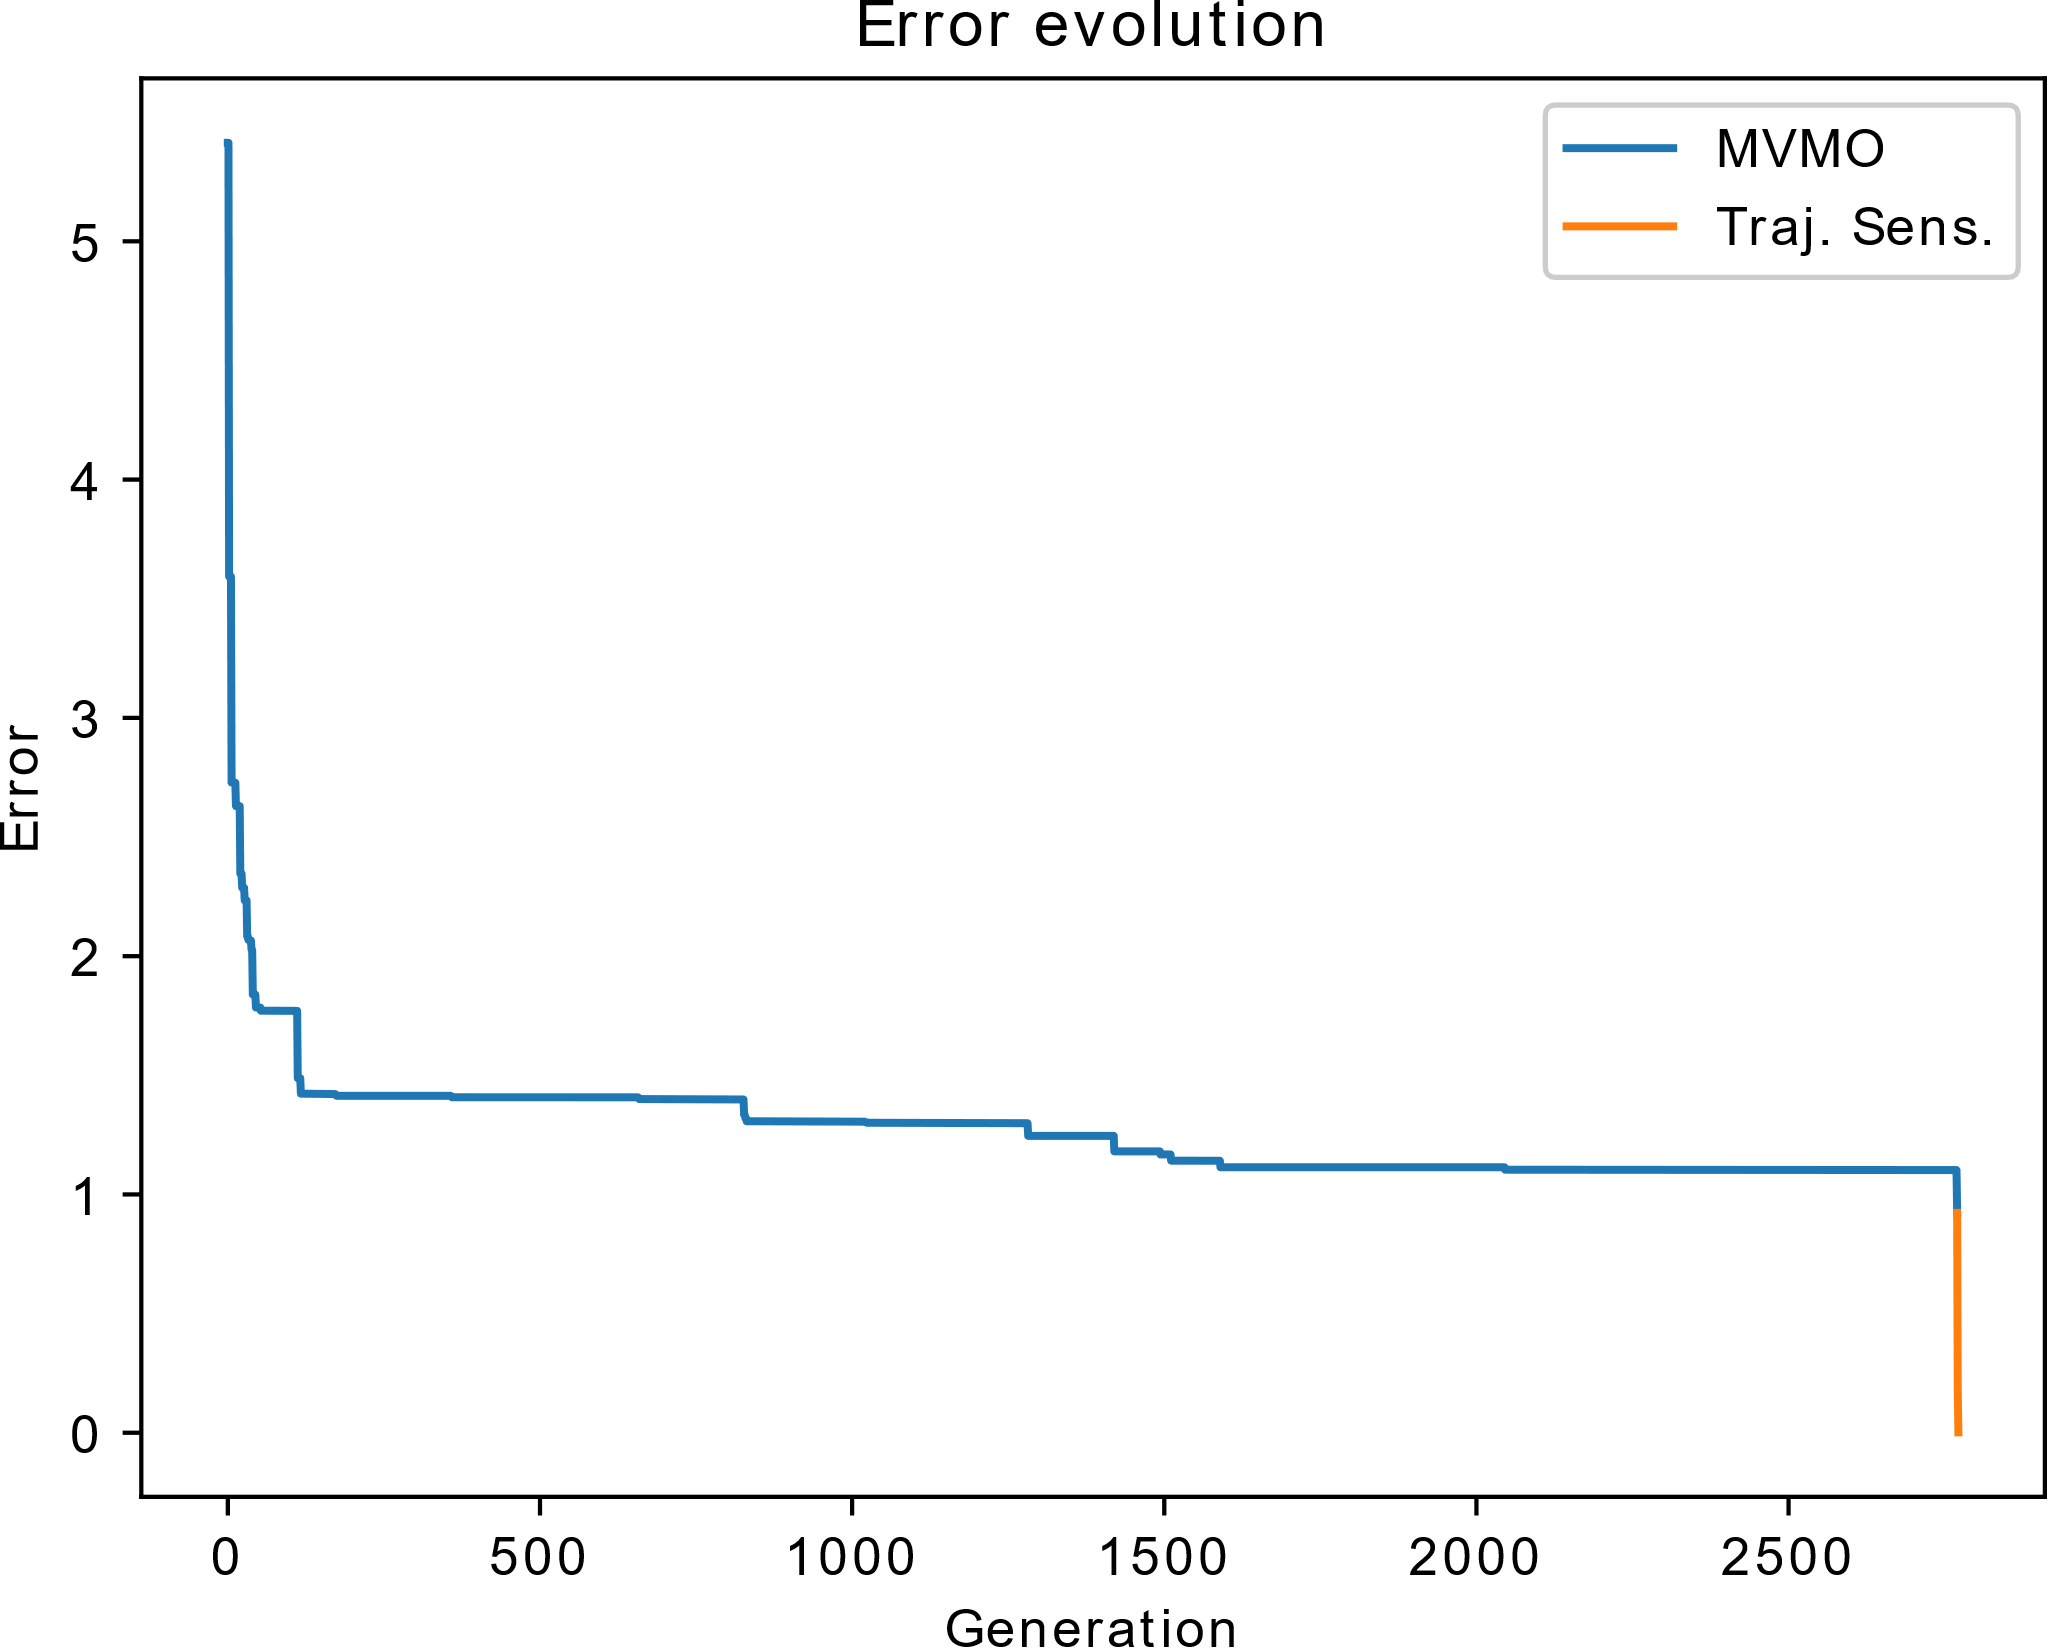 Error evolution
MVMO
Traj. Sens.
5
4
3
2
1
0
Error
0 500 1000 1500 2000 2500
Generation